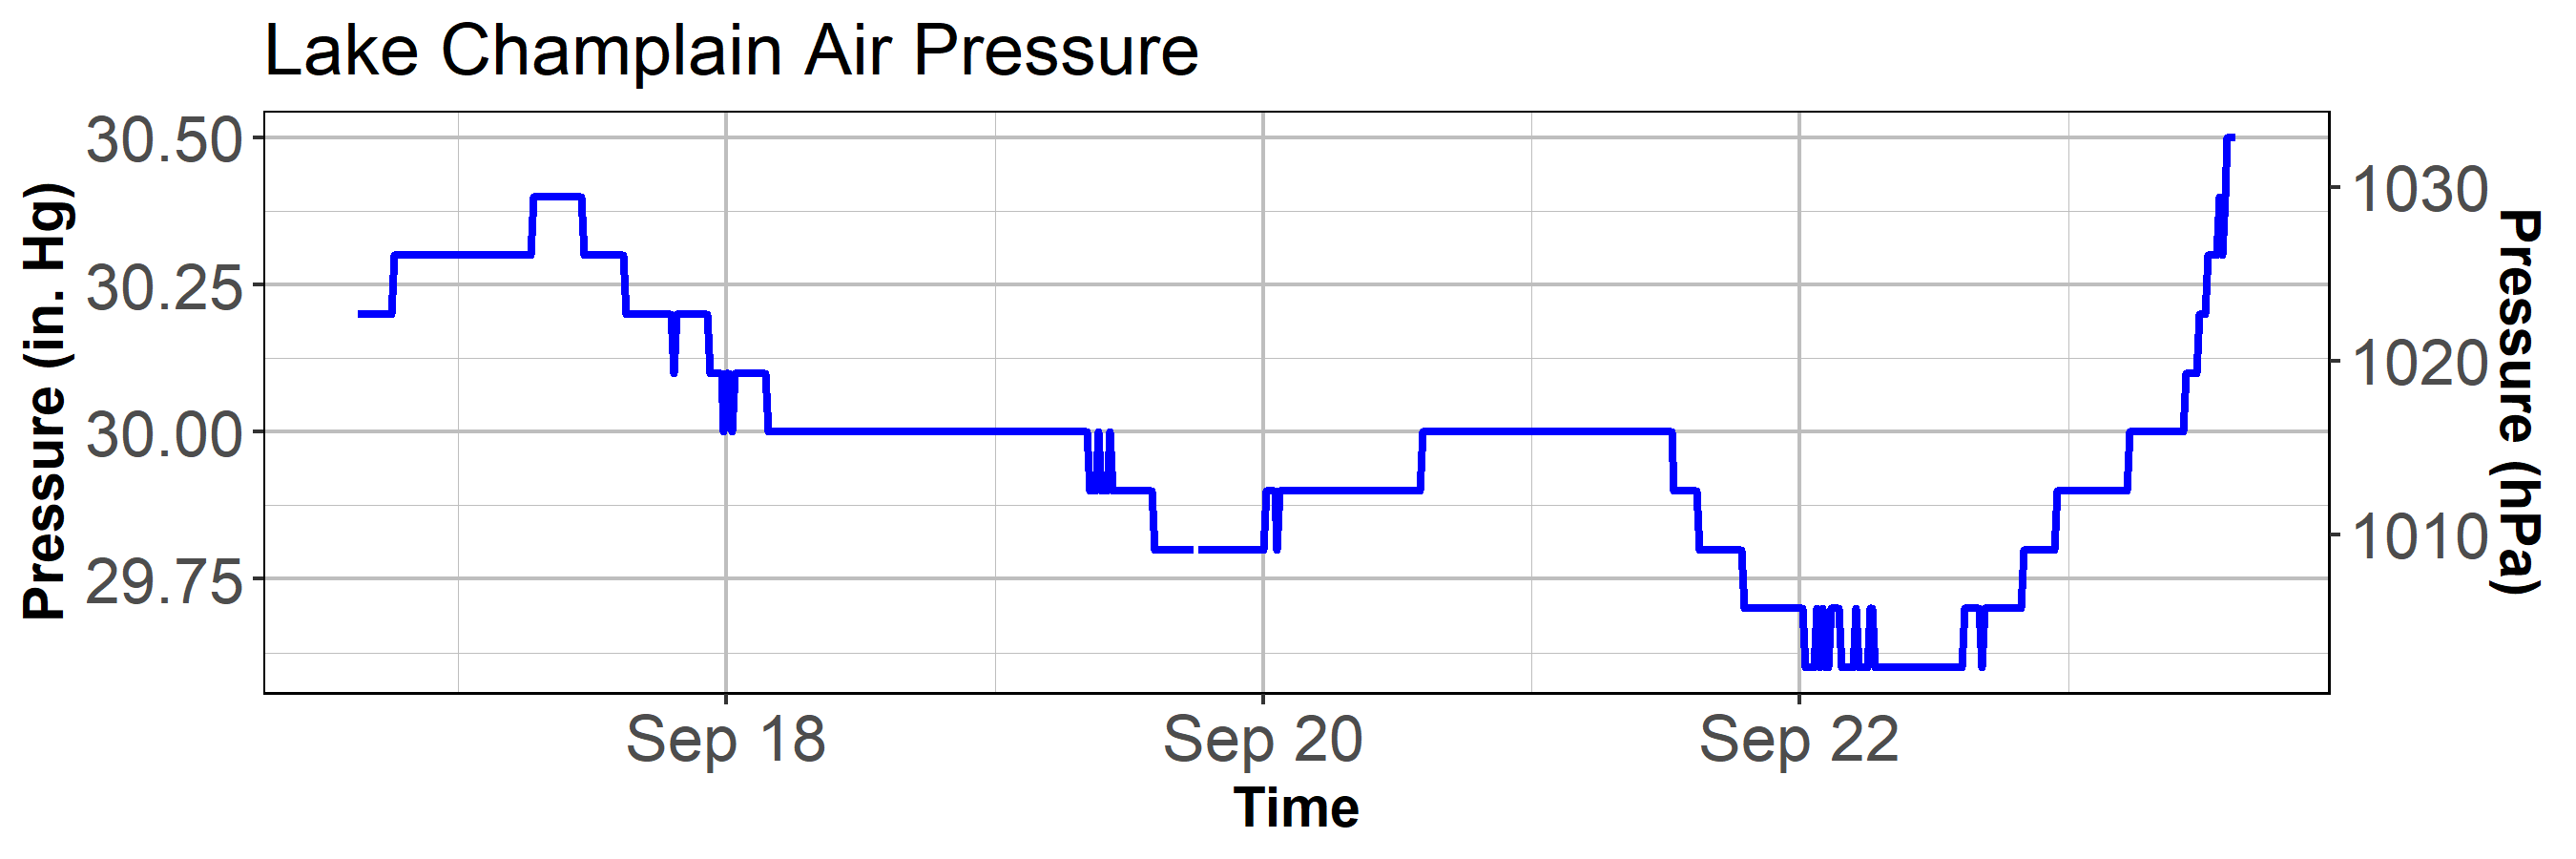 Lake Champlain Air Pressure
Pressure (in. Hg)
30.50
30.25
30.00
29.75
1030
1020
1010
Pressure (hPa)
Sep 18
Sep 20
Sep 22
Time